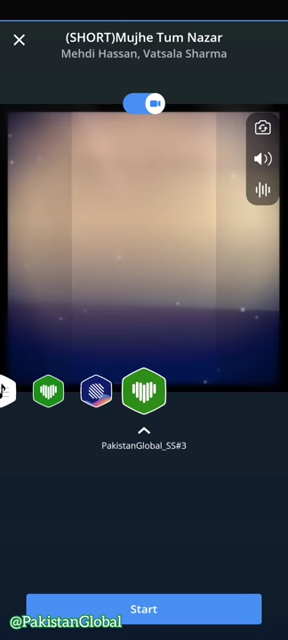 (SHORT)Mujhe Tum Nazar
Mehdi Hassan, Vatsala Sharma
PakistanGlobal_SS#3
Start
@PakistanGlobal